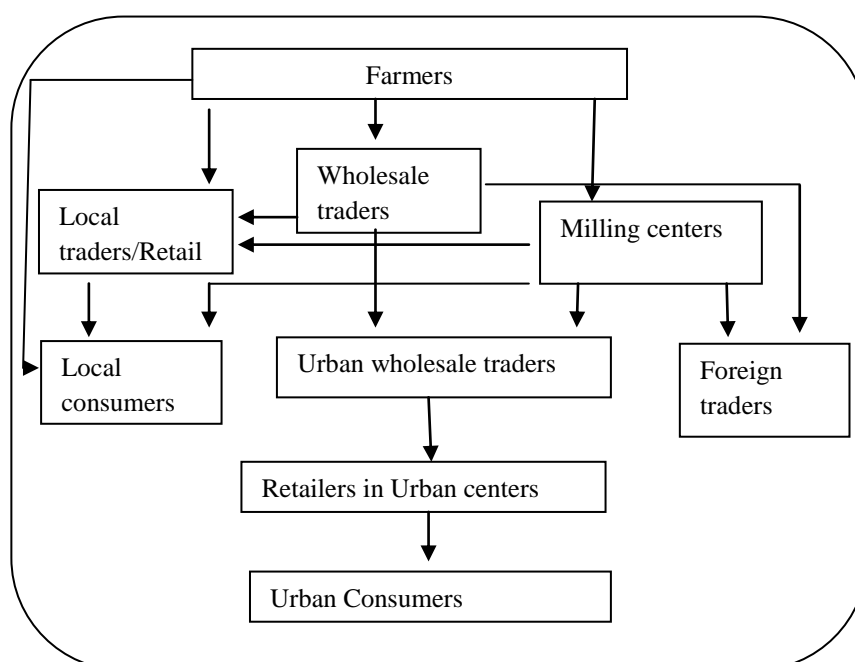 Farmers
Wholesale
traders
Local
traders/Retail
Milling centers
Local
consumers
Urban wholesale traders
Foreign
traders
Retailers in Urban centers
Urban Consumers